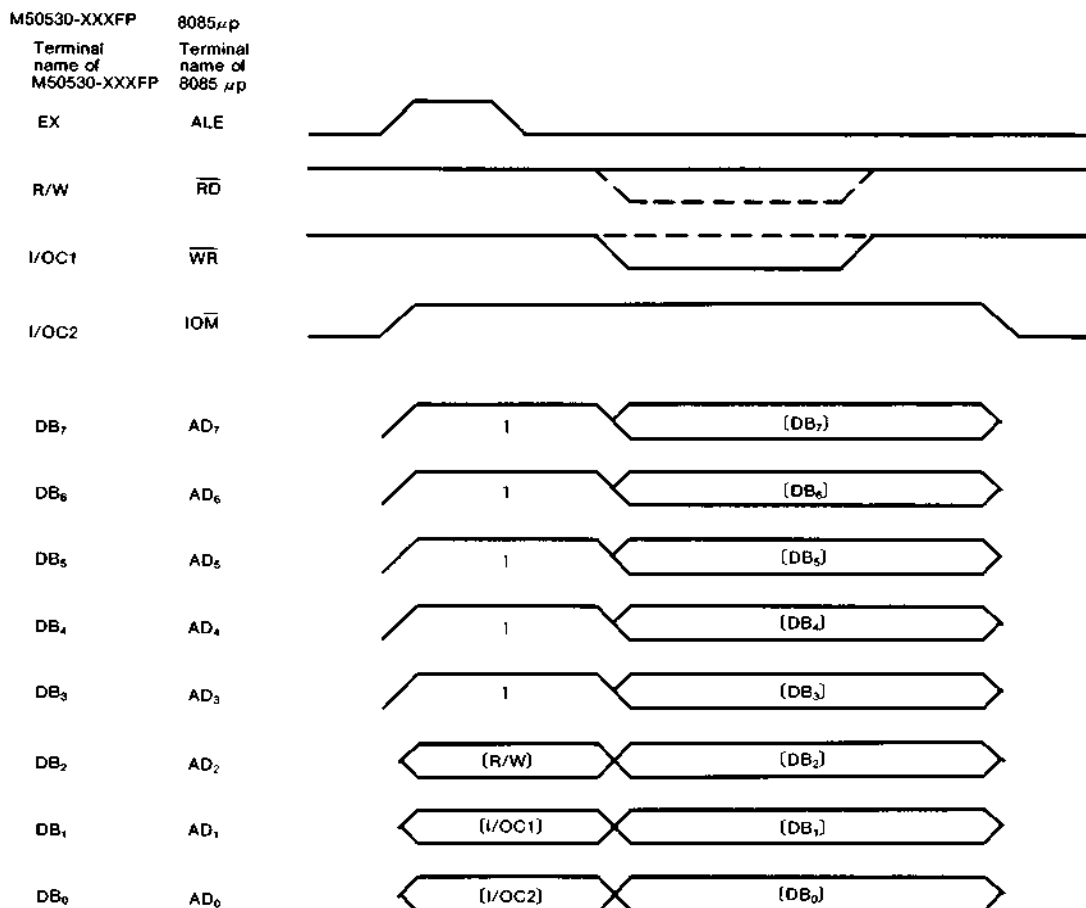 M50530-XXXFP 8085μp
Terminal name of M50530-XXXFP Terminal name of 8085 μp
EX ALE
R/W R̅D̅
I/OC1 W̅R̅
I/OC2 IOM̅
DB₇ AD₇ 1 (DB₇)
DB₆ AD₆ 1 (DB₆)
DB₅ AD₅ 1 (DB₅)
DB₄ AD₄ 1 (DB₄)
DB₃ AD₃ 1 (DB₃)
DB₂ AD₂ (R/W) (DB₂)
DB₁ AD₁ (I/OC1) (DB₁)
DB₀ AD₀ (I/OC2) (DB₀)